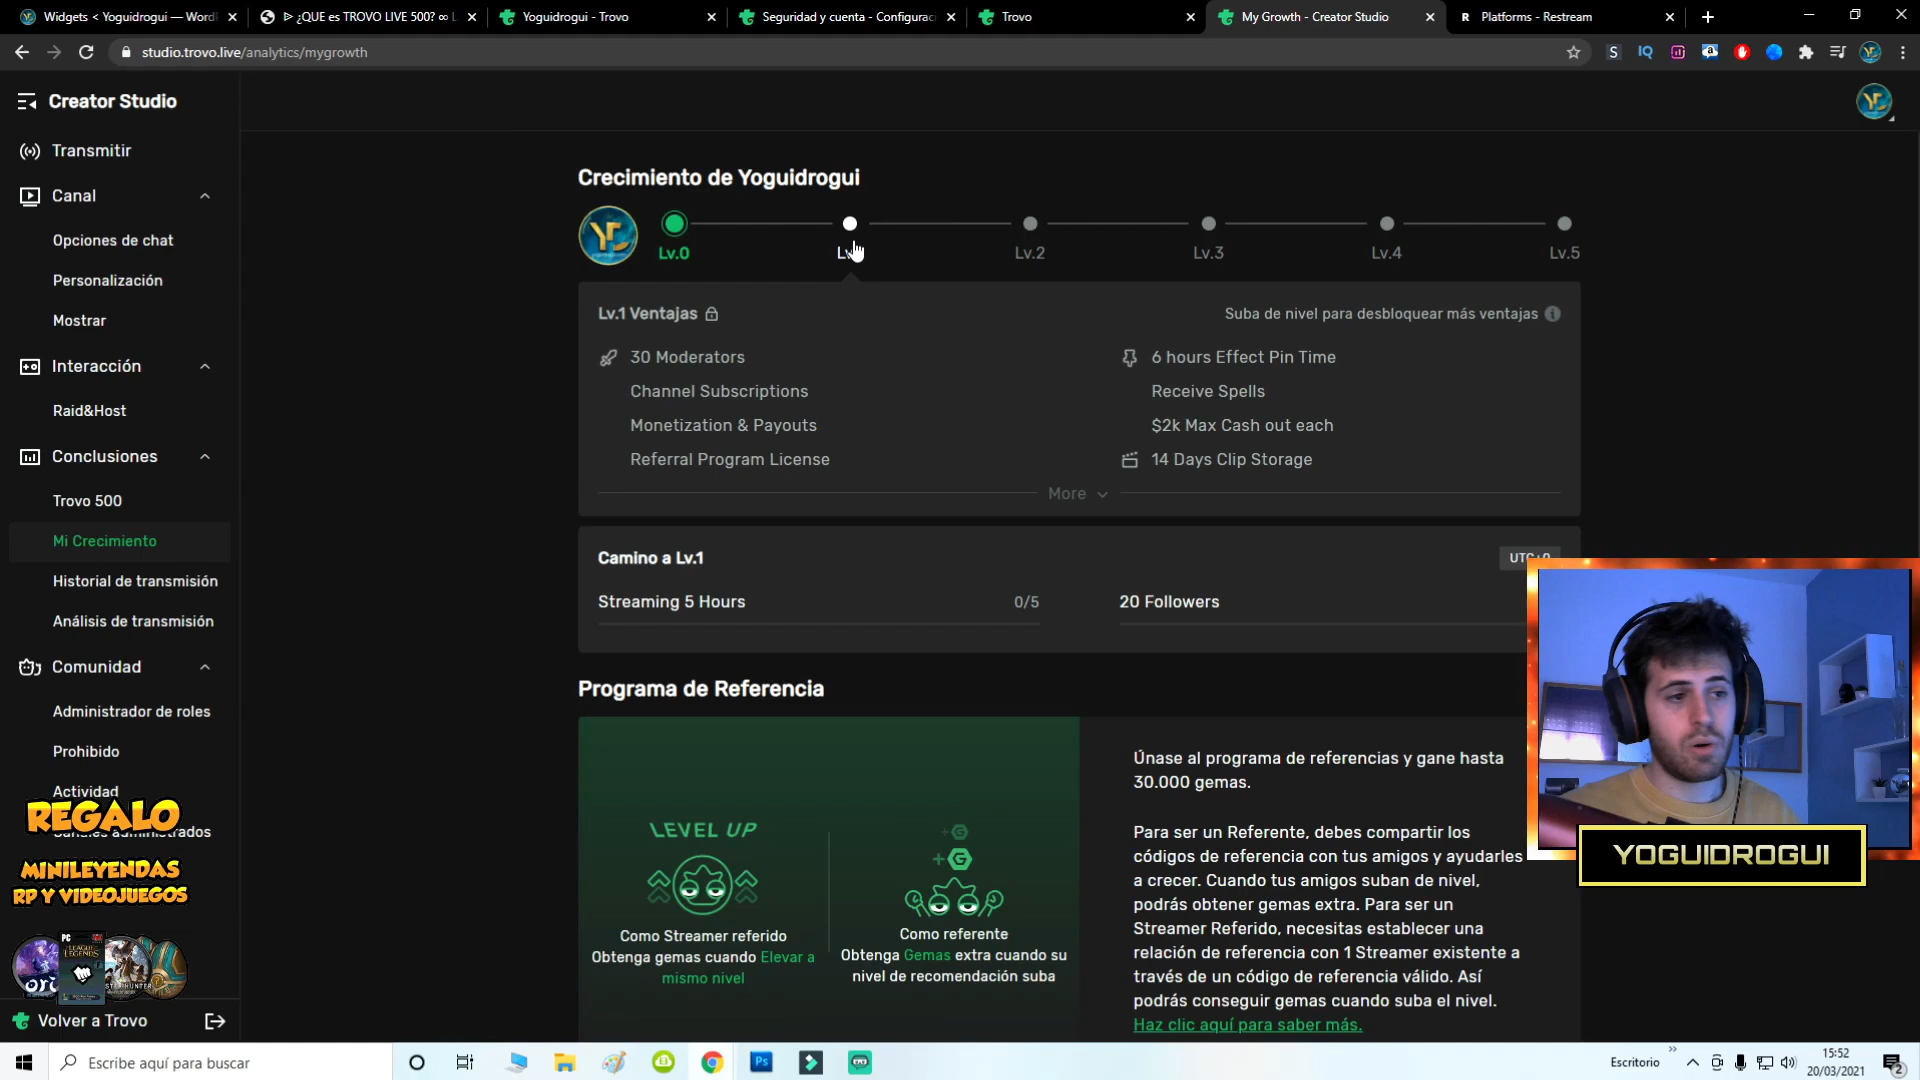 Yoguidrogui — Word
ᐅ ¿QUE es TROVO LIVE 500? ∞ L
Yoguidrogui - Trovo
Seguridad y cuenta - Configurac
Trovo
My Growth - Creator Studio
R Platforms - Restream
studio.trovo.live/analytics/mygrowth
Creator Studio
Transmitir
Canal
Opciones de chat
Personalización
Mostrar
Interacción
Raid&Host
Conclusiones
Trovo 500
Mi Crecimiento
Historial de transmisión
Análisis de transmisión
Comunidad
Administrador de roles
Prohibido
Actividad
REGALO
MINILEYENDAS
RP Y VIDEOJUEGOS
Volver a Trovo
Crecimiento de Yoguidrogui
Lv.0
Lv.2
Lv.3
Lv.4
Lv.5
Lv.1 Ventajas
Suba de nivel para desbloquear más ventajas
30 Moderators
6 hours Effect Pin Time
Channel Subscriptions
Receive Spells
Monetization & Payouts
$2k Max Cash out each
Referral Program License
14 Days Clip Storage
More
Camino a Lv.1
UTC+0
Streaming 5 Hours
0/5
20 Followers
Programa de Referencia
LEVEL UP
Como Streamer referido
Obtenga gemas cuando Elevar a
mismo nivel
+G
+G
Como referente
Obtenga Gemas extra cuando su
nivel de recomendación suba
Únase al programa de referencias y gane hasta
30.000 gemas.
Para ser un Referente, debes compartir los
códigos de referencia con tus amigos y ayudarles
a crecer. Cuando tus amigos suban de nivel,
podrás obtener gemas extra. Para ser un
Streamer Referido, necesitas establecer una
relación de referencia con 1 Streamer existente a
través de un código de referencia válido. Así
podrás conseguir gemas cuando suba el nivel.
Haz clic aquí para saber más.
YOGUIDROGUI
Escribe aquí para buscar
Escritorio
15:52
20/03/2021
2